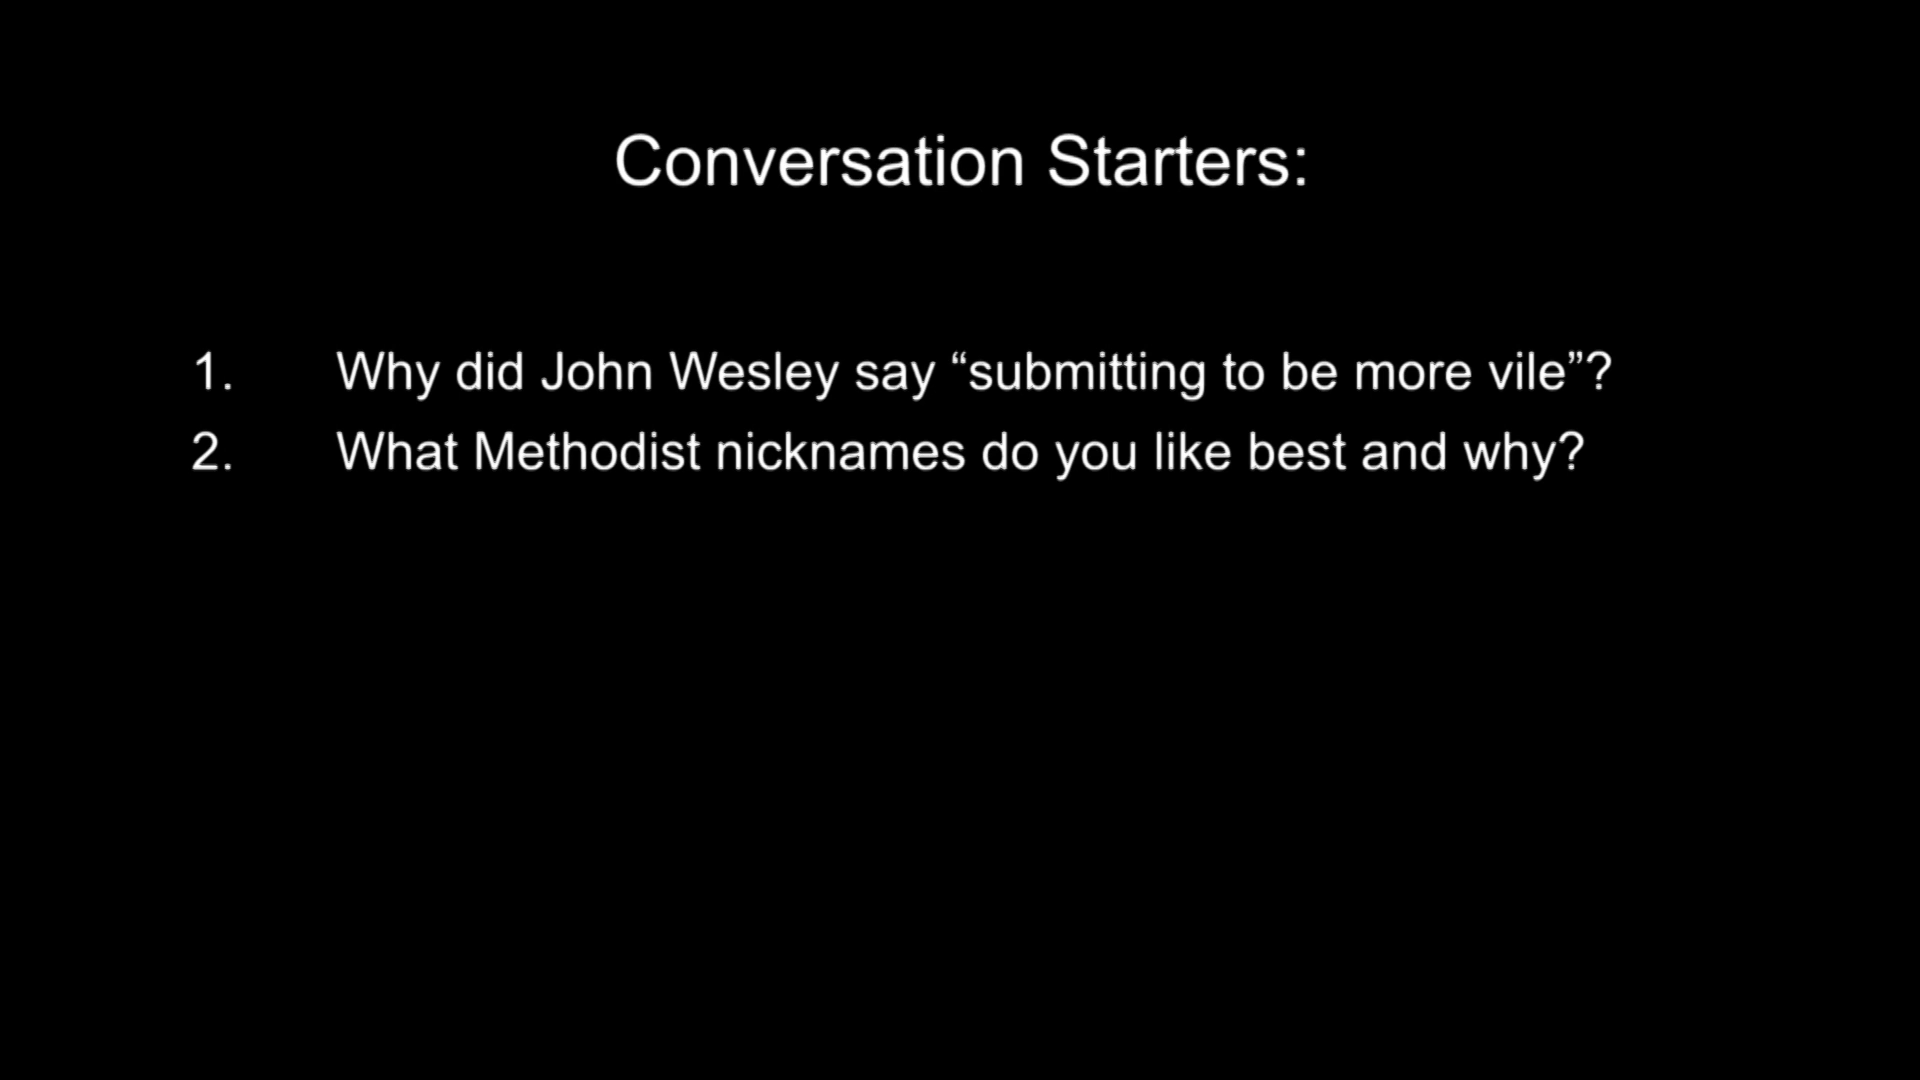 Conversation Starters:
1. Why did John Wesley say “submitting to be more vile”?
2. What Methodist nicknames do you like best and why?